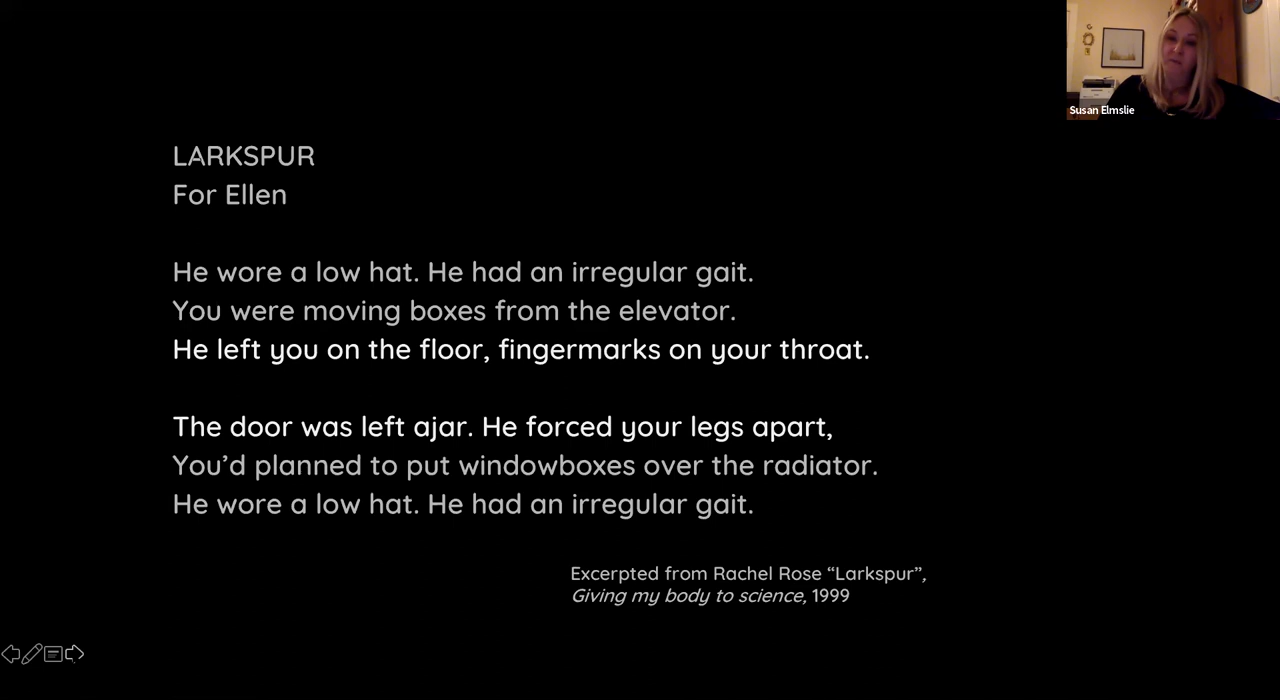 Susan Elmslie
LARKSPUR
For Ellen
He wore a low hat. He had an irregular gait.
You were moving boxes from the elevator.
He left you on the floor, fingermarks on your throat.
The door was left ajar. He forced your legs apart,
You’d planned to put windowboxes over the radiator.
He wore a low hat. He had an irregular gait.
Excerpted from Rachel Rose “Larkspur”,
Giving my body to science, 1999